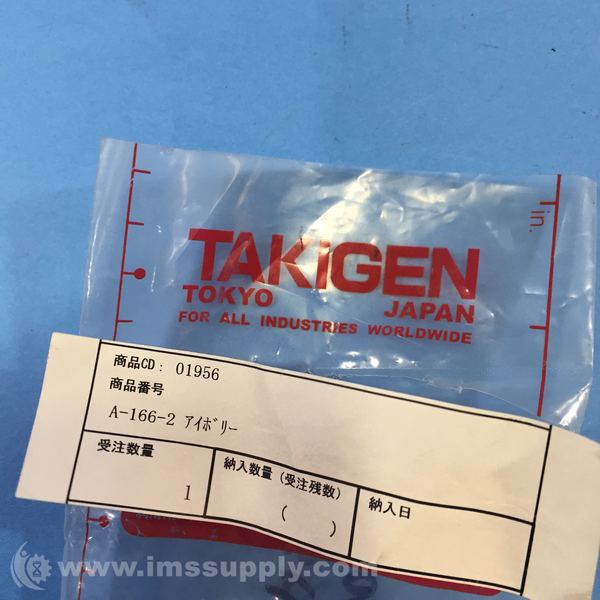 in.
TAKiGEN
TOKYO JAPAN
FOR ALL INDUSTRIES WORLDWIDE
商品CD: 01956
商品番号
A-166-2 アイボリー
受注数量
納入数量(受注残数)
納入日
1
( )
www.imssupply.com